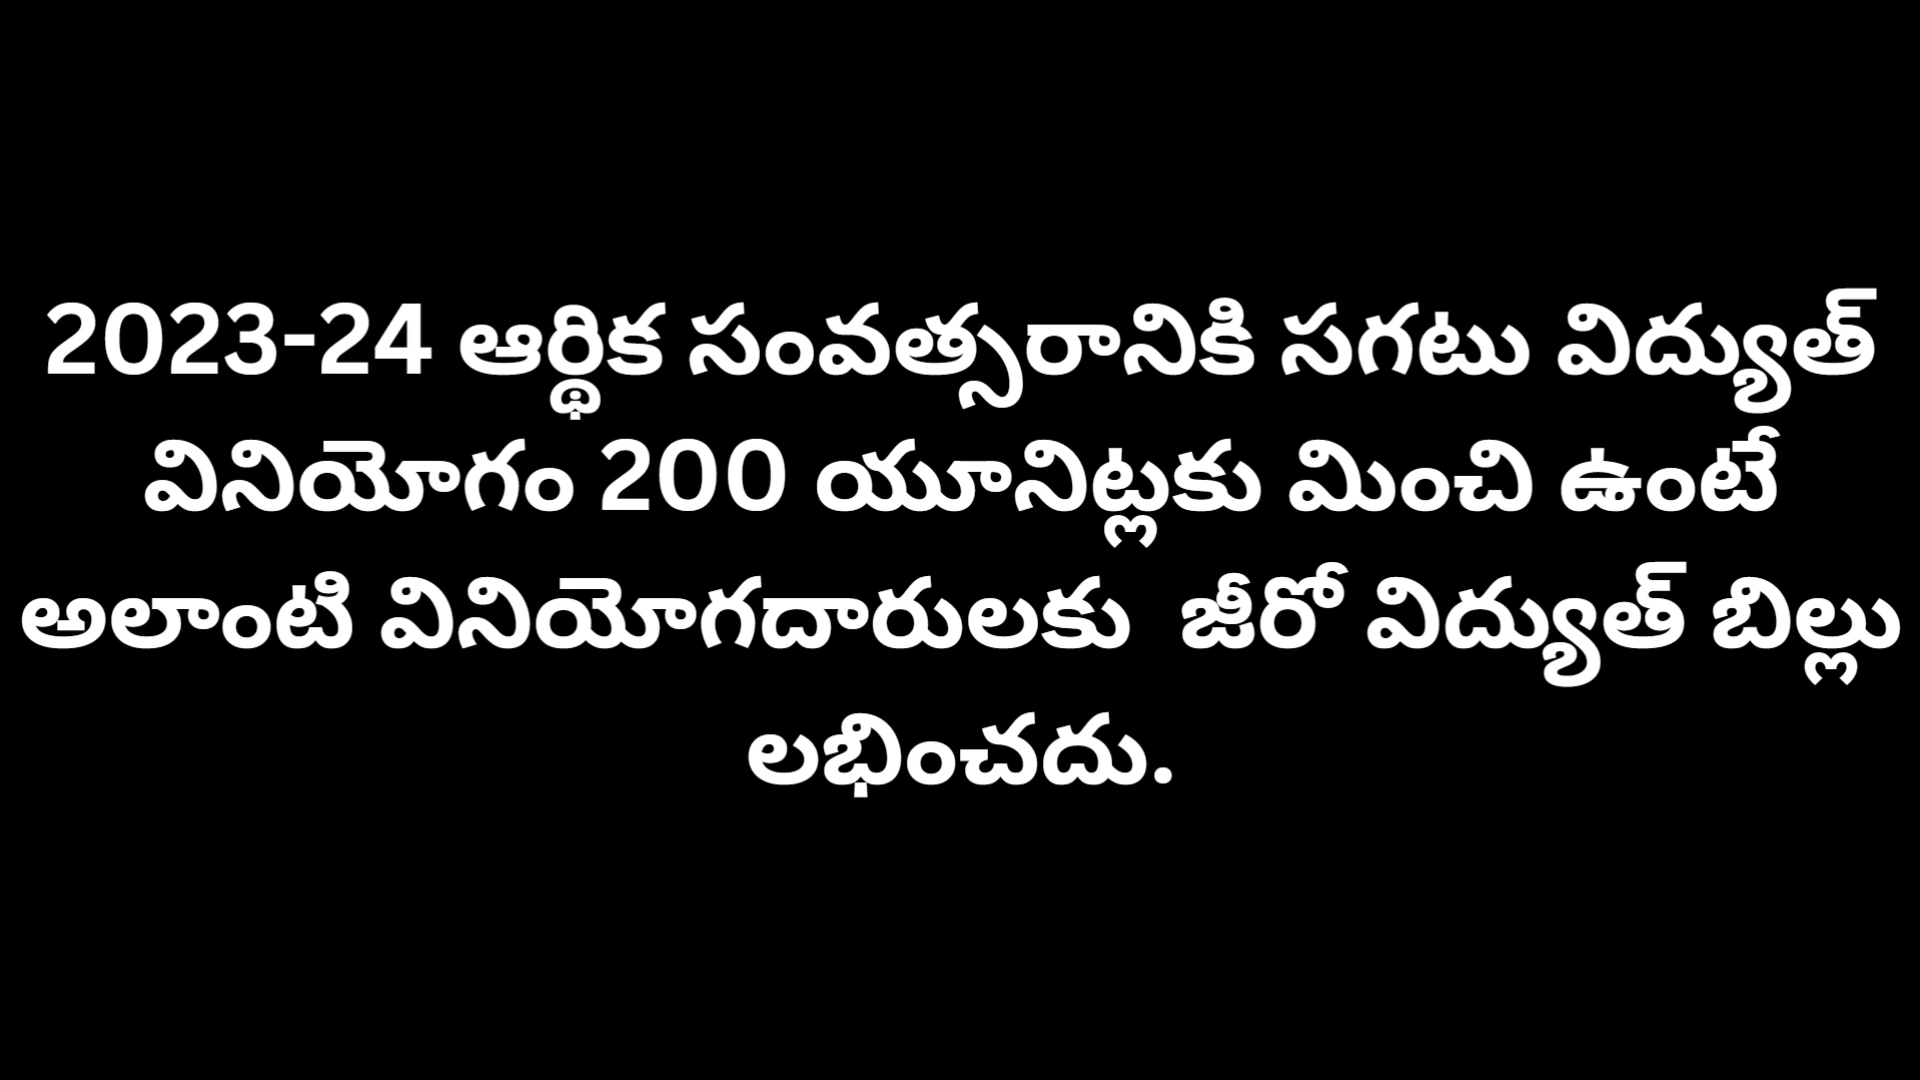 2023-24 ఆర్థిక సంవత్సరానికి సగటు విద్యుత్
వినియోగం 200 యూనిట్లకు మించి ఉంటే
అలాంటి వినియోగదారులకు  జీరో విద్యుత్ బిల్లు
లభించదు.